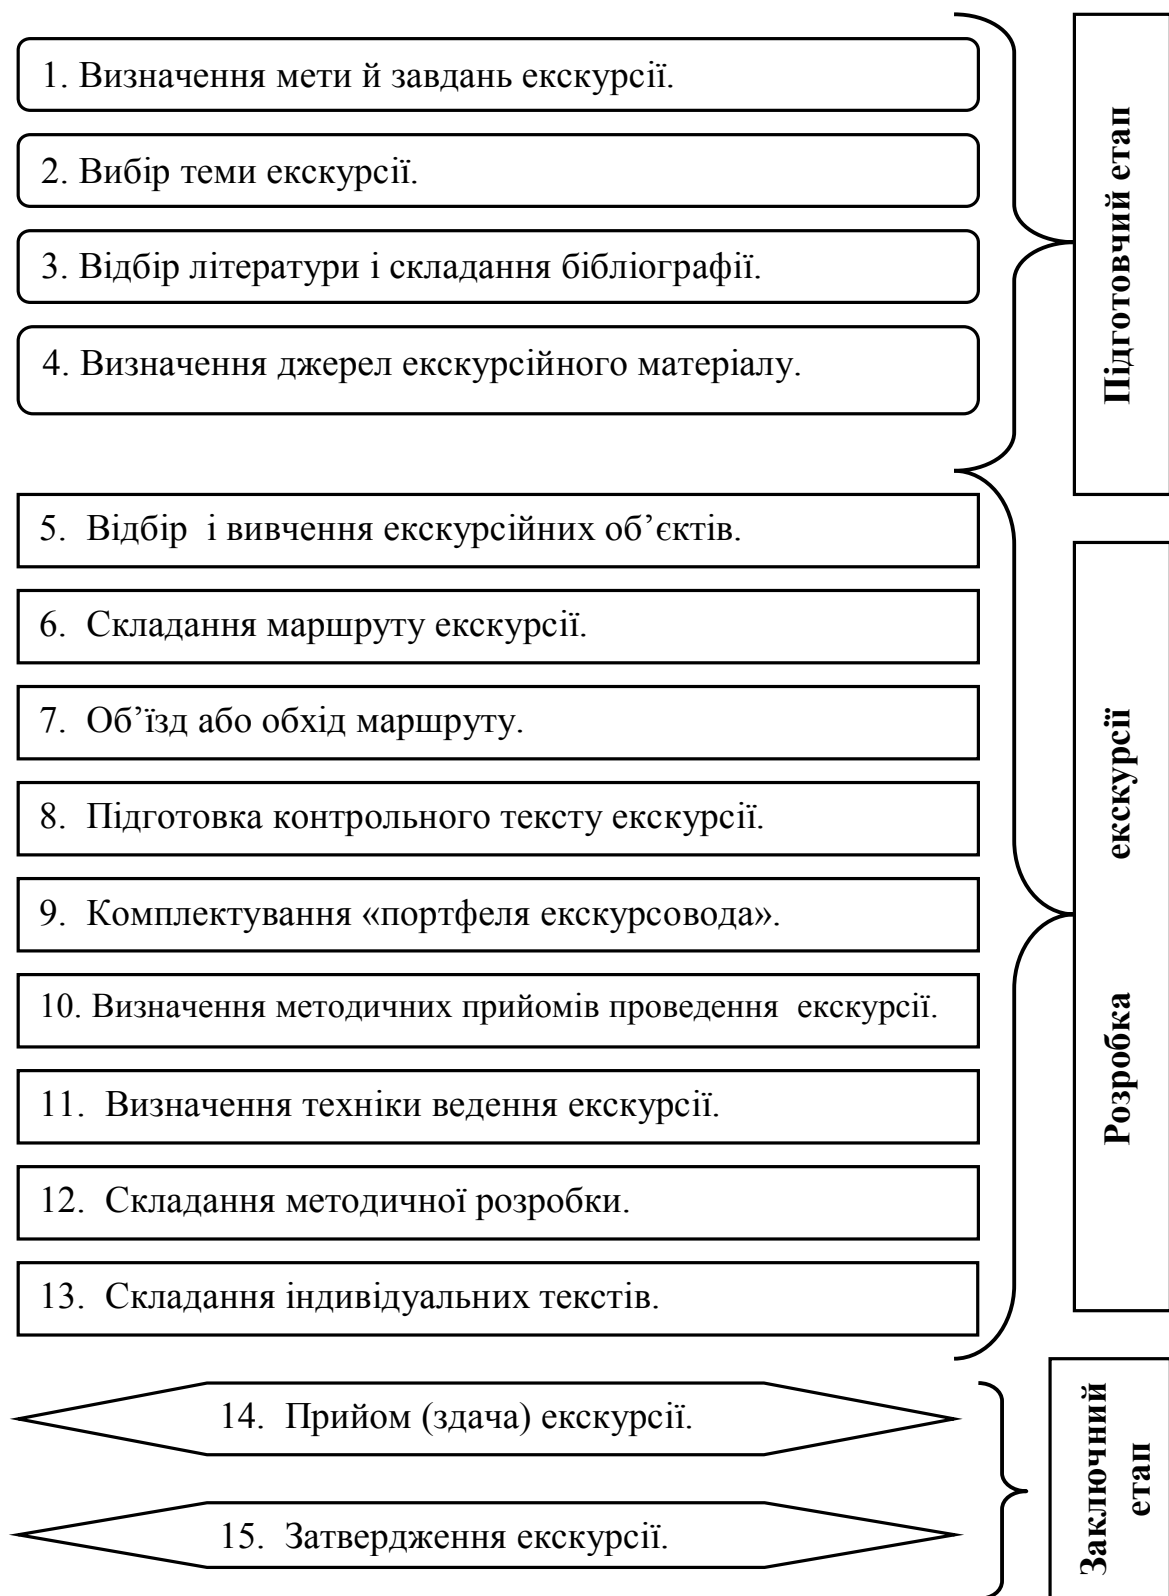 1. Визначення мети й завдань екскурсії.
2. Вибір теми екскурсії.
3. Відбір літератури і складання бібліографії.
4. Визначення джерел екскурсійного матеріалу.
Підготовчий етап
5. Відбір і вивчення екскурсійних об’єктів.
6. Складання маршруту екскурсії.
7. Об’їзд або обхід маршруту.
8. Підготовка контрольного тексту екскурсії.
9. Комплектування «портфеля екскурсовода».
10. Визначення методичних прийомів проведення екскурсії.
11. Визначення техніки ведення екскурсії.
12. Складання методичної розробки.
13. Складання індивідуальних текстів.
Розробка екскурсії
14. Прийом (здача) екскурсії.
15. Затвердження екскурсії.
Заключний
етап